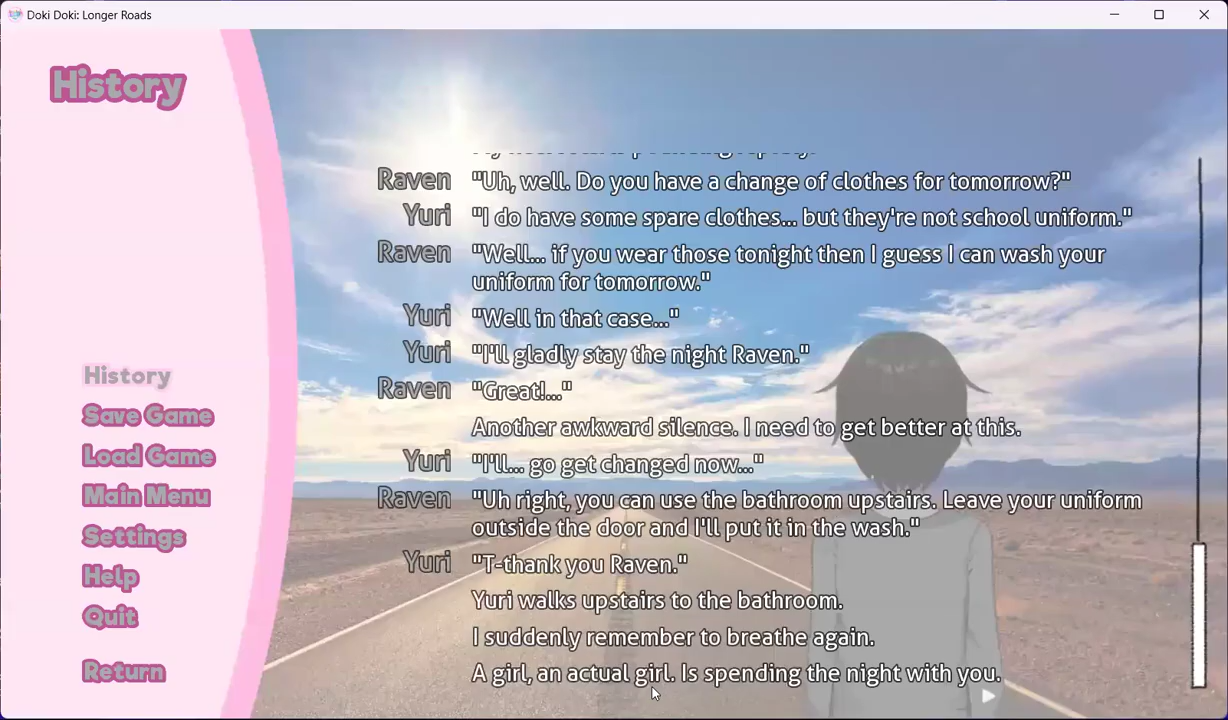 Doki Doki: Longer Roads
History
Raven "Uh, well. Do you have a change of clothes for tomorrow?"
Yuri "I do have some spare clothes... but they're not school uniform."
Raven "Well... if you wear those tonight then I guess I can wash your
uniform for tomorrow."
Yuri "Well in that case..."
Yuri "I'll gladly stay the night Raven."
Raven "Great!..."
Another awkward silence. I need to get better at this.
Yuri "I'll... go get changed now..."
Raven "Uh right, you can use the bathroom upstairs. Leave your uniform
outside the door and I'll put it in the wash."
Yuri "T-thank you Raven."
Yuri walks upstairs to the bathroom.
I suddenly remember to breathe again.
A girl, an actual girl. Is spending the night with you.
History
Save Game
Load Game
Main Menu
Settings
Help
Quit
Return